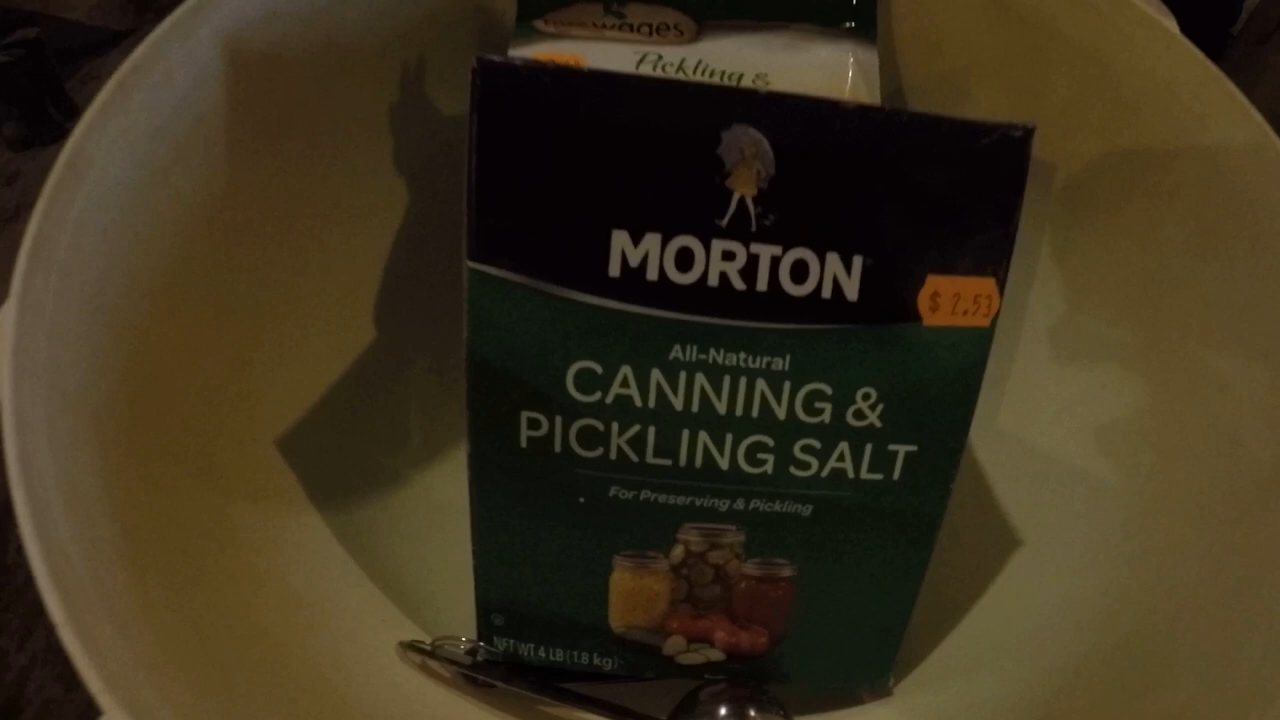 wages
Pickling &
MORTON
$ 2.53
All-Natural
CANNING &
PICKLING SALT
For Preserving & Pickling
NET WT 4 LB (1.8 kg)